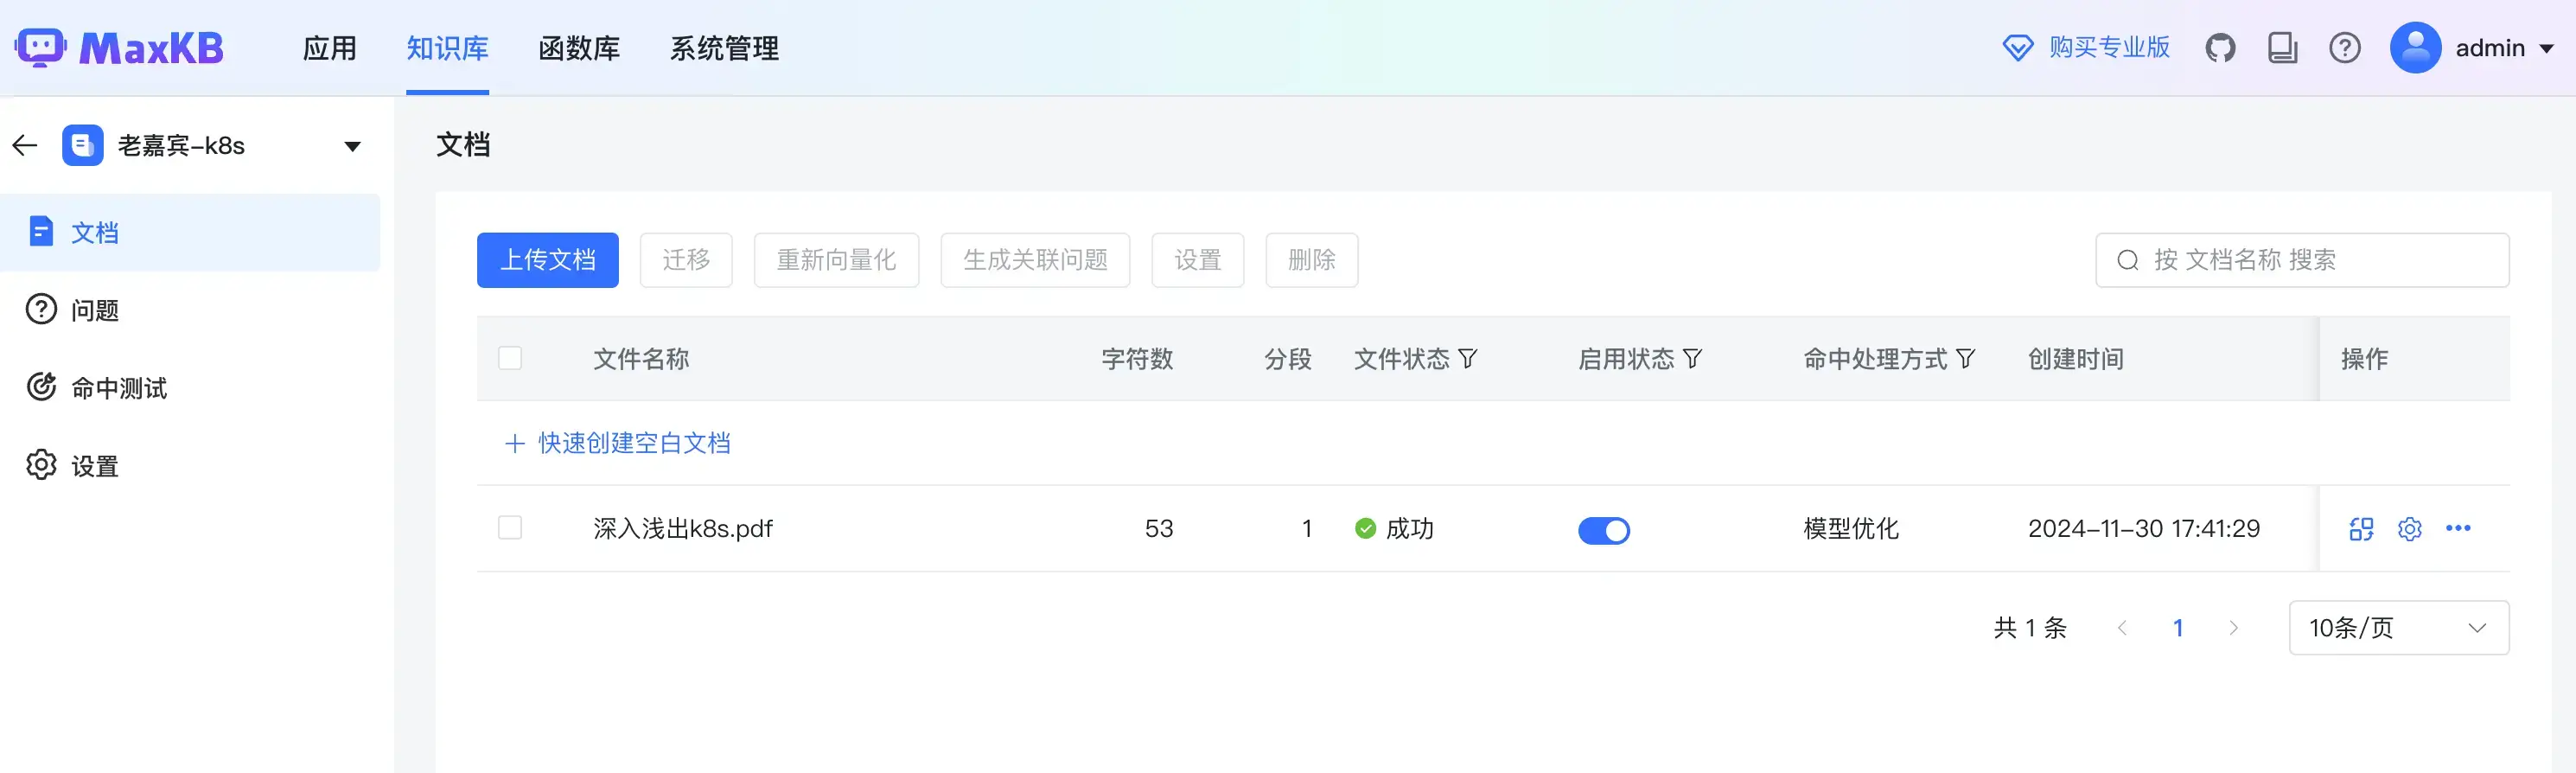 MaxKB 应用 知识库 函数库 系统管理 购买专业版 admin
老嘉宾-k8s
文档
问题
命中测试
设置
文档
上传文档 迁移 重新向量化 生成关联问题 设置 删除 按 文档名称 搜索
文件名称 字符数 分段 文件状态 启用状态 命中处理方式 创建时间 操作
+ 快速创建空白文档
深入浅出k8s.pdf 53 1 成功 模型优化 2024-11-30 17:41:29
共 1 条 1 10条/页